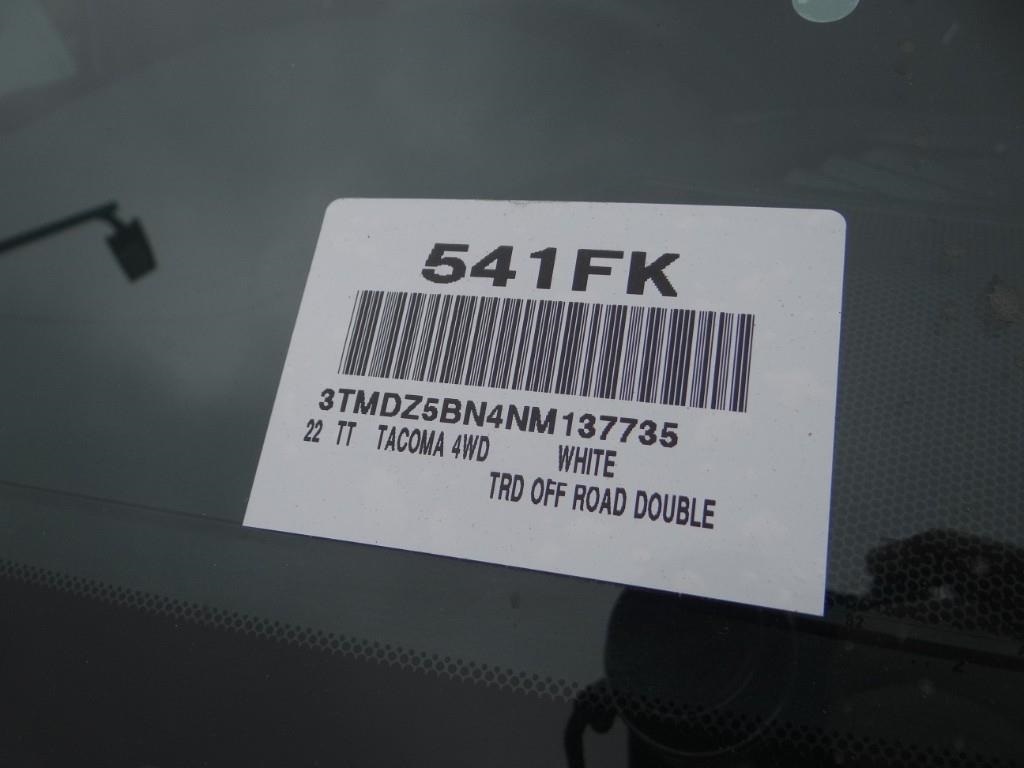 541FK
3TMDZ5BN4NM137735
22 TT TACOMA 4WD WHITE
TRD OFF ROAD DOUBLE